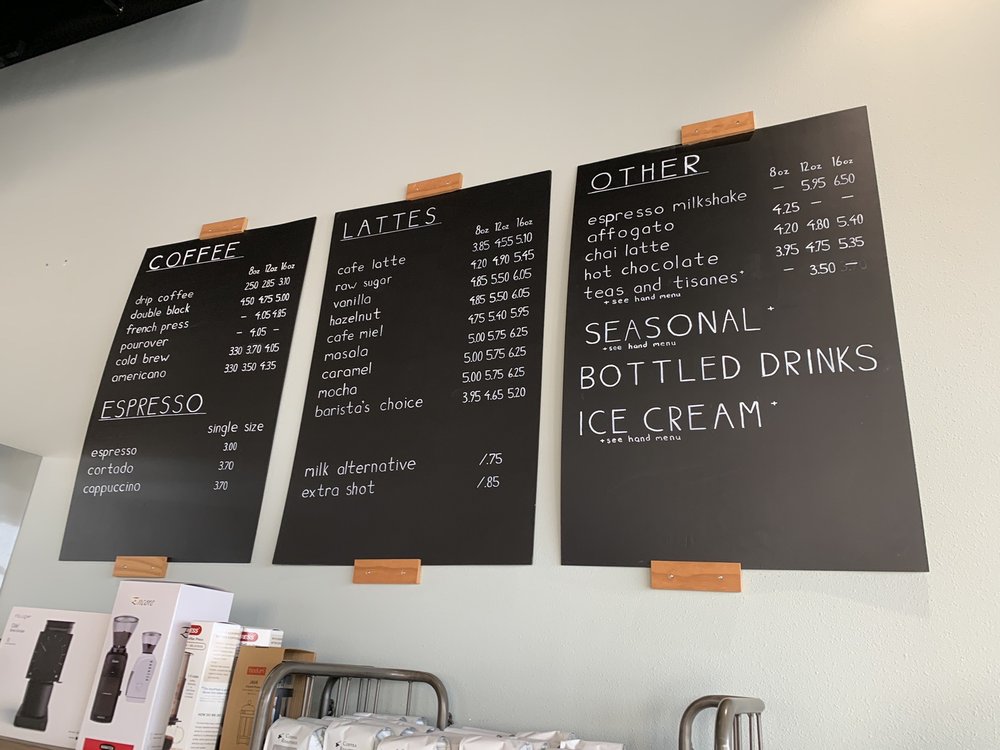 COFFEE
8oz 12oz 16oz
drip coffee 2.50 2.85 3.10
double black 4.50 4.75 5.00
french press – 4.05 4.85
pourover – 4.05 –
cold brew 3.30 3.70 4.05
americano 3.30 3.50 4.35
ESPRESSO
single size
espresso 3.00
cortado 3.70
cappuccino 3.70
LATTES
8oz 12oz 16oz
cafe latte 3.85 4.55 5.10
raw sugar 4.20 4.90 5.45
vanilla 4.85 5.50 6.05
hazelnut 4.85 5.50 6.05
cafe miel 4.75 5.40 5.95
masala 5.00 5.75 6.25
caramel 5.00 5.75 6.25
mocha 5.00 5.75 6.25
barista's choice 3.95 4.65 5.20
milk alternative /.75
extra shot /.85
OTHER
8oz 12oz 16oz
espresso milkshake – 5.95 6.50
affogato 4.25 – –
chai latte 4.20 4.80 5.40
hot chocolate 3.95 4.75 5.35
teas and tisanes+ – 3.50
+see hand menu
SEASONAL+
+see hand menu
BOTTLED DRINKS
ICE CREAM+
+see hand menu
Encore